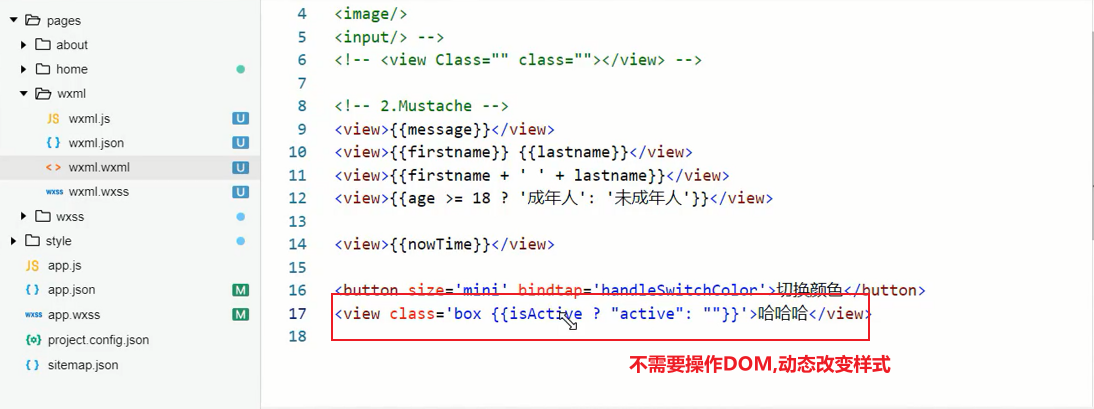 pages
about
home
wxml
JS wxml.js U
{ } wxml.json U
< > wxml.wxml U
wxss wxml.wxss U
wxss
style
JS app.js
{ } app.json M
wxss app.wxss M
{o} project.config.json
{ } sitemap.json
4 <image/>
5 <input/> -->
6 <!-- <view Class="" class=""></view> -->
7
8 <!-- 2.Mustache -->
9 <view>{{message}}</view>
10 <view>{{firstname}} {{lastname}}</view>
11 <view>{{firstname + ' ' + lastname}}</view>
12 <view>{{age >= 18 ? '成年人': '未成年人'}}</view>
13
14 <view>{{nowTime}}</view>
15
16 <button size='mini' bindtap='handleSwitchColor'>切换颜色</button>
17 <view class='box {{isActive ? "active": ""}}'>哈哈哈</view>
18
不需要操作DOM,动态改变样式